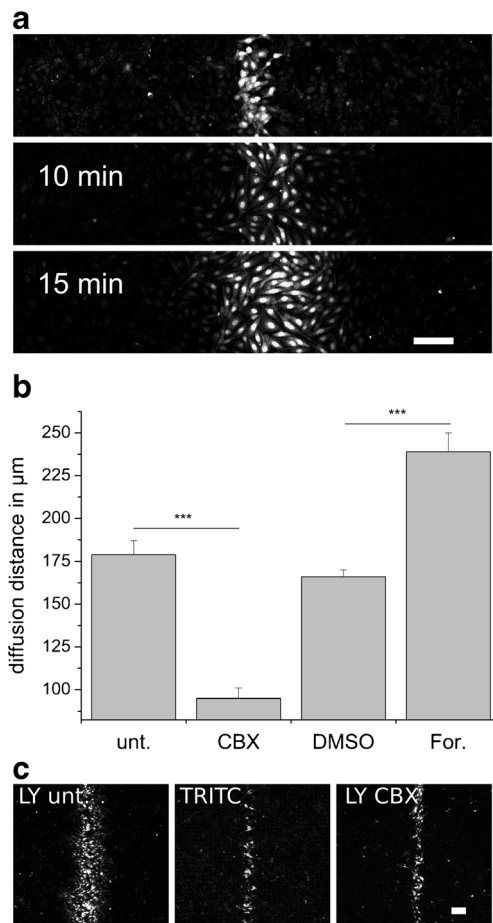 a
10 min
15 min
b
diffusion distance in µm
250
225
200
175
150
125
100
***
***
unt.
CBX
DMSO
For.
c
LY unt.
TRITC
LY CBX